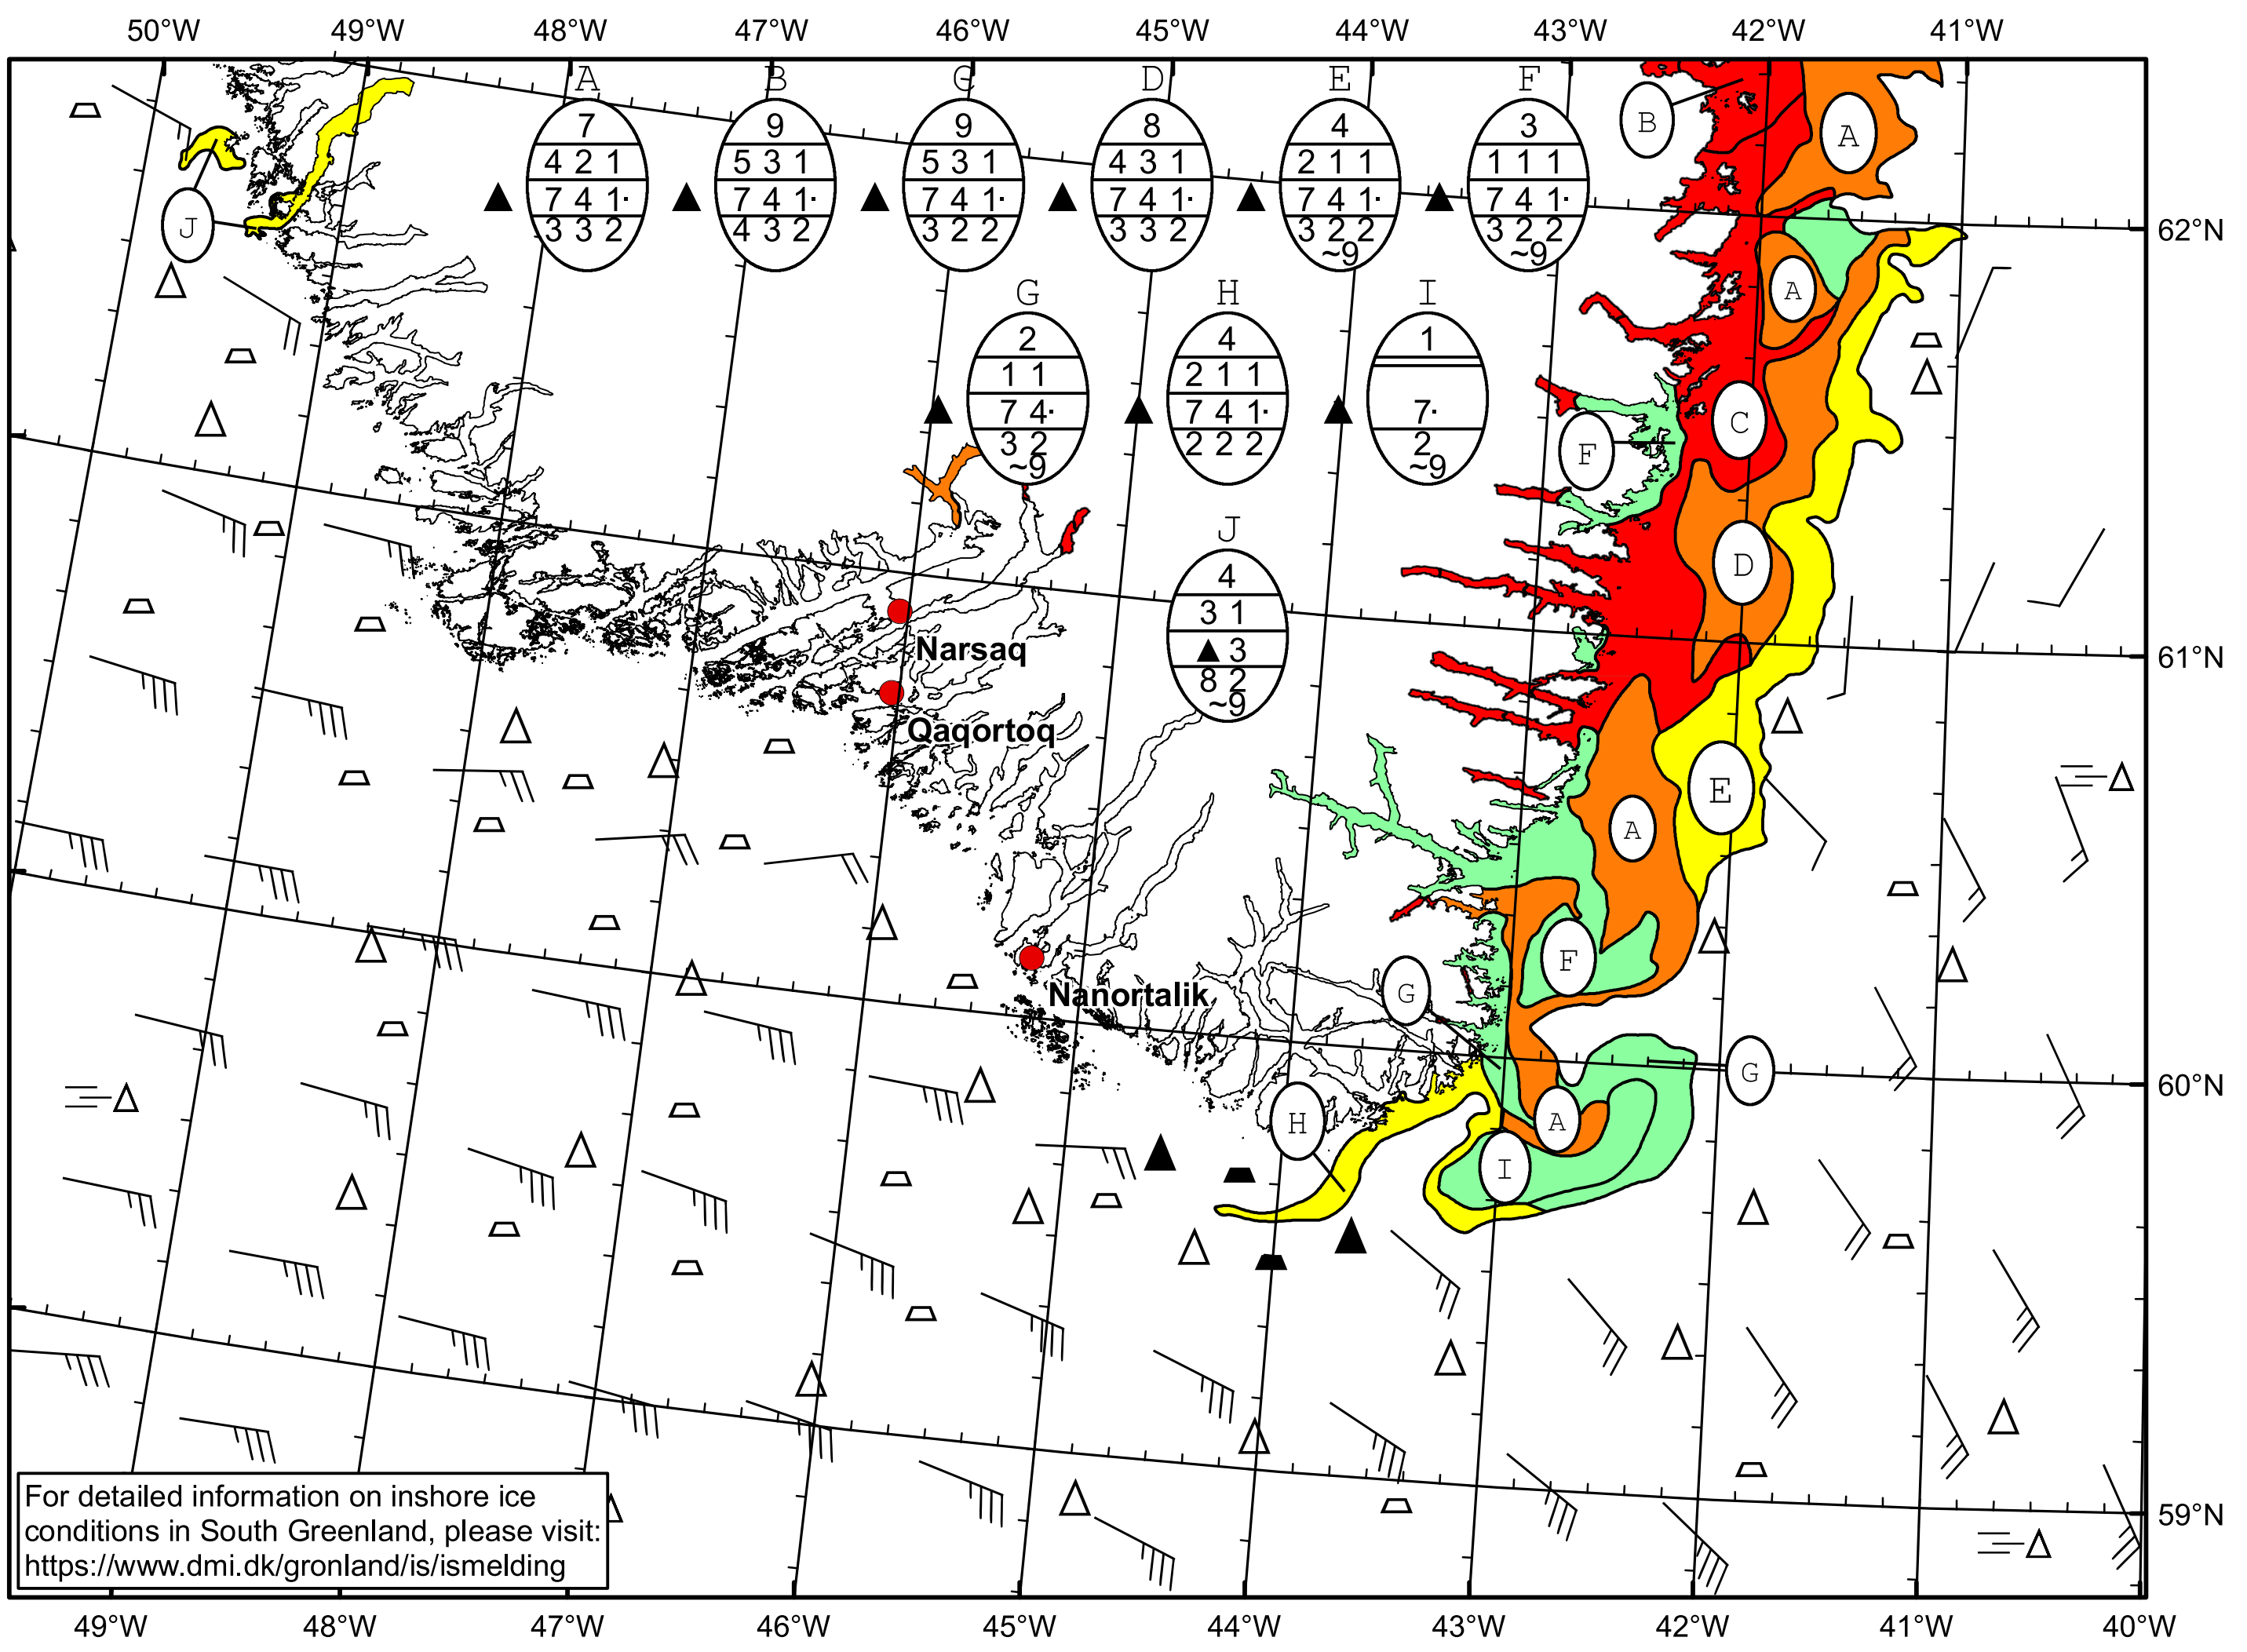 50°W 49°W 48°W 47°W 46°W 45°W 44°W 43°W 42°W 41°W
A B C D E F
7 9 9 8 4 3
4 2 1 5 3 1 5 3 1 4 3 1 2 1 1 1 1 1
7 4 1· 7 4 1· 7 4 1· 7 4 1· 7 4 1· 7 4 1·
3 3 2 4 3 2 3 2 2 3 3 2 3 2 2 3 2 2
~9 ~9
B
A
J
62°N
A
G H I
2 4 1
1 1 2 1 1
7 4· 7 4 1· 7·
3 2 2 2 2 2
~9 ~9
C
F
J
4
3 1
3
8 2
~9
D
Narsaq
61°N
Qaqortoq
E
A
F
Nanortalik
G
G
60°N
H
A
I
For detailed information on inshore ice
conditions in South Greenland, please visit:
https://www.dmi.dk/gronland/is/ismelding
59°N
49°W 48°W 47°W 46°W 45°W 44°W 43°W 42°W 41°W 40°W